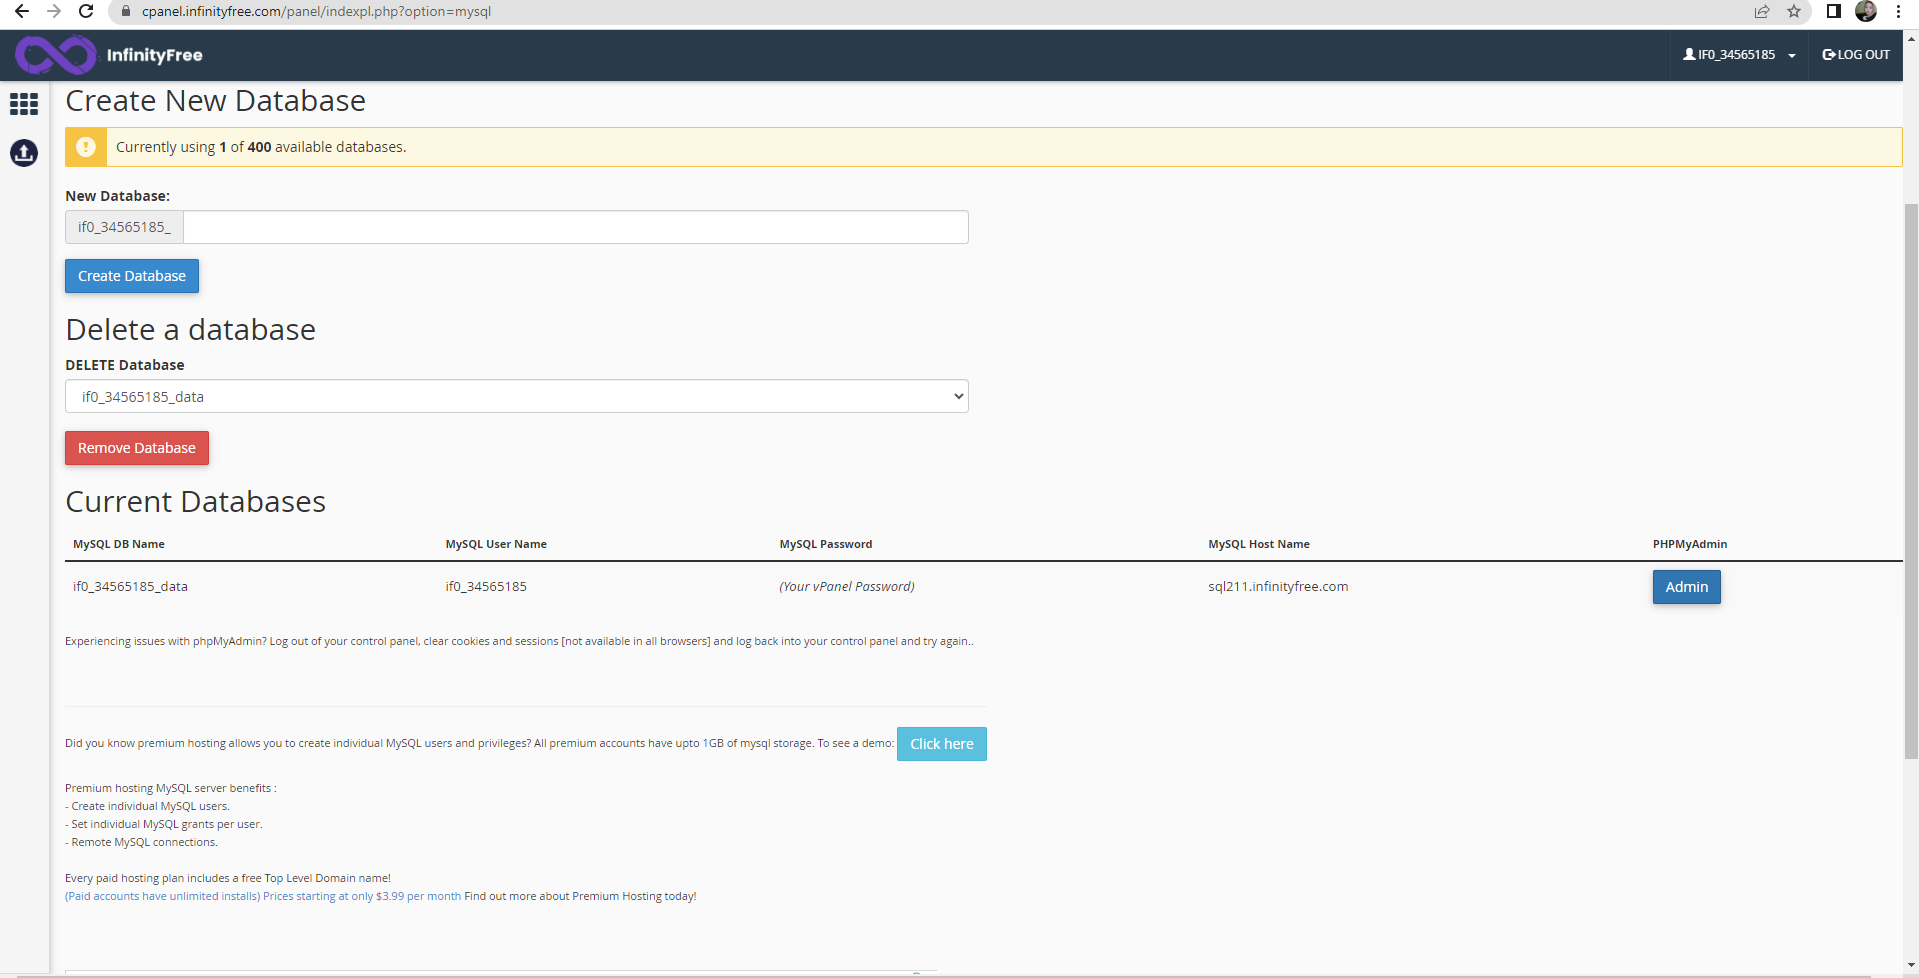 cpanel.infinityfree.com/panel/indexpl.php?option=mysql
InfinityFree
IF0_34565185
LOG OUT
Create New Database
Currently using 1 of 400 available databases.
New Database:
if0_34565185_
Create Database
Delete a database
DELETE Database
if0_34565185_data
Remove Database
Current Databases
MySQL DB Name MySQL User Name MySQL Password MySQL Host Name PHPMyAdmin
if0_34565185_data if0_34565185 (Your vPanel Password) sql211.infinityfree.com Admin
Experiencing issues with phpMyAdmin? Log out of your control panel, clear cookies and sessions [not available in all browsers] and log back into your control panel and try again..
Did you know premium hosting allows you to create individual MySQL users and privileges? All premium accounts have upto 1GB of mysql storage. To see a demo: Click here
Premium hosting MySQL server benefits :
- Create individual MySQL users.
- Set individual MySQL grants per user.
- Remote MySQL connections.
Every paid hosting plan includes a free Top Level Domain name!
(Paid accounts have unlimited installs) Prices starting at only $3.99 per month Find out more about Premium Hosting today!